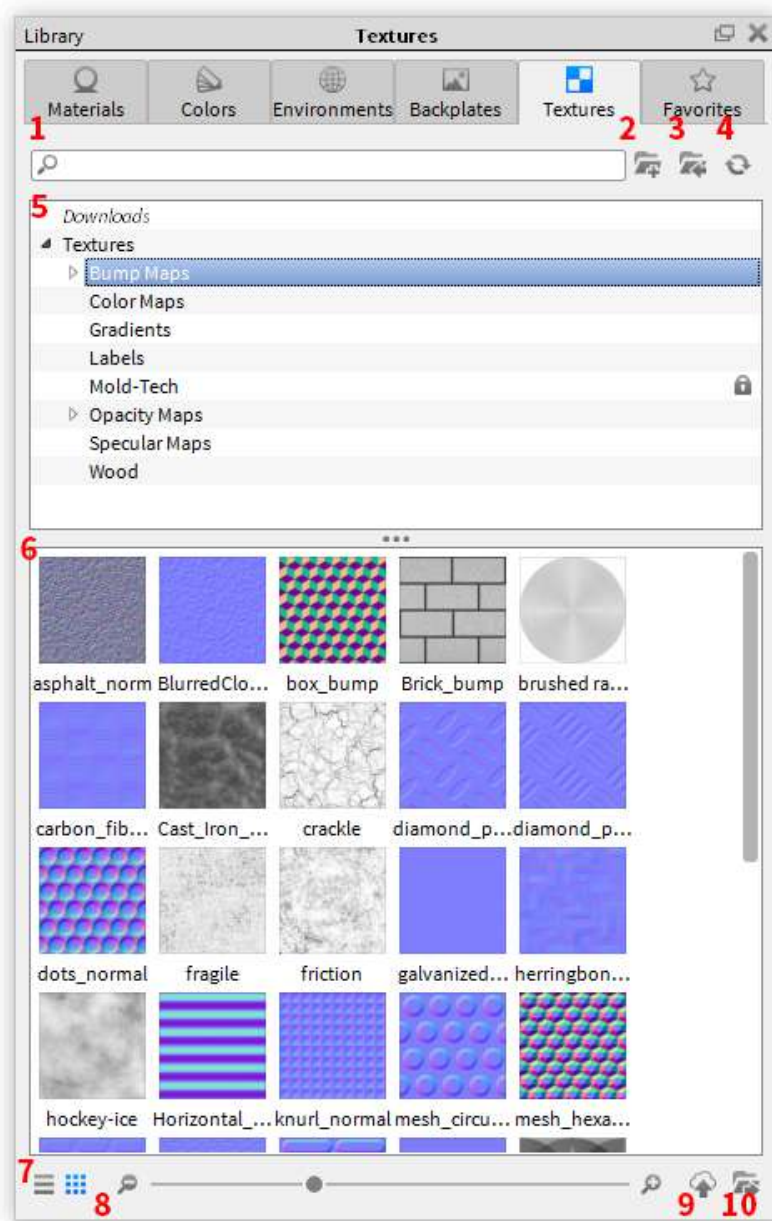 Library Textures
Materials Colors Environments Backplates Textures Favorites
1 2 3 4
5 Downloads
Textures
Bump Maps
Color Maps
Gradients
Labels
Mold-Tech
Opacity Maps
Specular Maps
Wood
6
asphalt_norm BlurredClo... box_bump Brick_bump brushed ra...
carbon_fib... Cast_Iron_... crackle diamond_p... diamond_p...
dots_normal fragile friction galvanized... herringbon...
hockey-ice Horizontal_... knurl_normal mesh_circu... mesh_hexa...
7 8 9 10